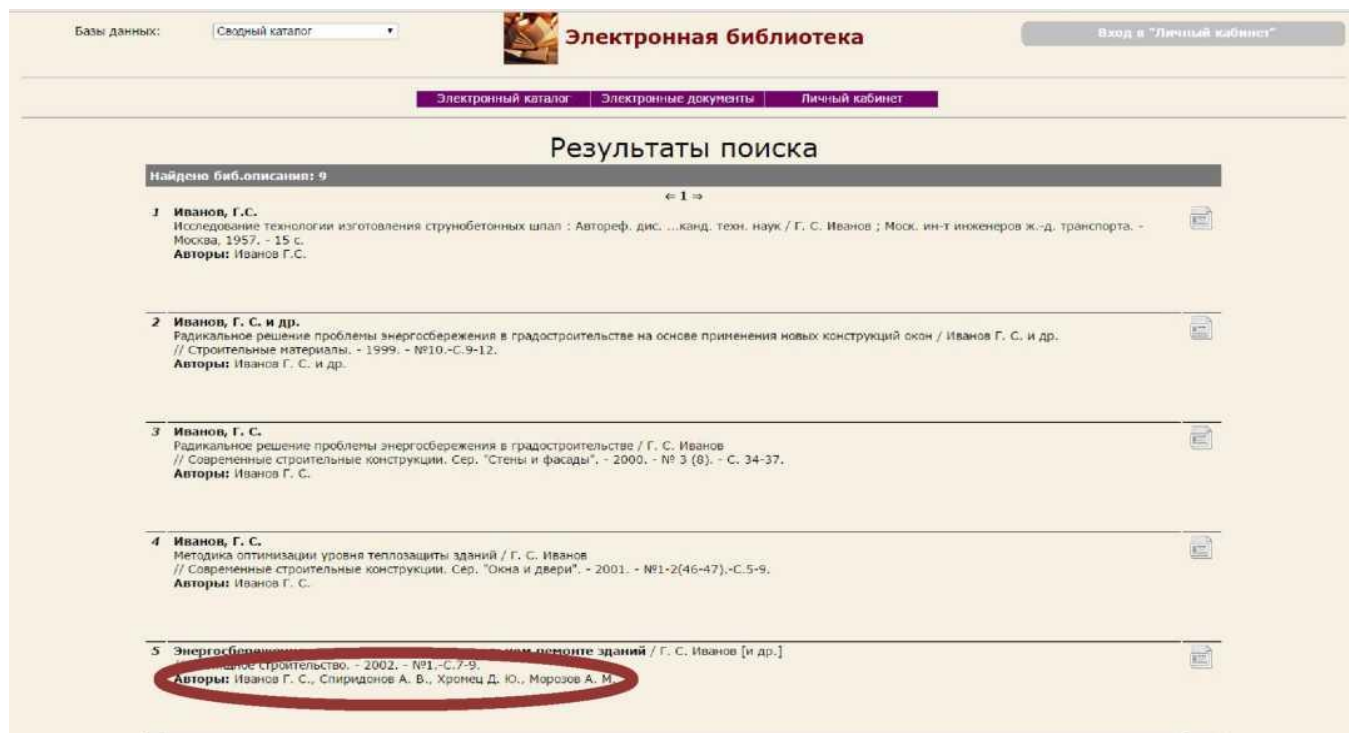 Базы данных: Сводный каталог
Электронная библиотека
Вход в "Личный кабинет"
Электронный каталог Электронные документы Личный кабинет
Результаты поиска
Найдено биб.описания: 9
⇐ 1 ⇒
1 Иванов, Г.С.
Исследование технологии изготовления струнобетонных шпал : Автореф. дис. ...канд. техн. наук / Г. С. Иванов ; Моск. ин-т инженеров ж.-д. транспорта. -
Москва, 1957. - 15 с.
Авторы: Иванов Г.С.
2 Иванов, Г. С. и др.
Радикальное решение проблемы энергосбережения в градостроительстве на основе применения новых конструкций окон / Иванов Г. С. и др.
// Строительные материалы. - 1999. - №10.-С.9-12.
Авторы: Иванов Г. С. и др.
3 Иванов, Г. С.
Радикальное решение проблемы энергосбережения в градостроительстве / Г. С. Иванов
// Современные строительные конструкции. Сер. "Стены и фасады". - 2000. - № 3 (8). - С. 34-37.
Авторы: Иванов Г. С.
4 Иванов, Г. С.
Методика оптимизации уровня теплозащиты зданий / Г. С. Иванов
// Современные строительные конструкции. Сер. "Окна и двери". - 2001. - №1-2(46-47).-С.5-9.
Авторы: Иванов Г. С.
5 ремонте зданий / Г. С. Иванов [и др.]
строительство. - 2002. - №1.-С.7-9.
Авторы: Иванов Г. С., Спиридонов А. В., Хромец Д. Ю., Морозов А. М.